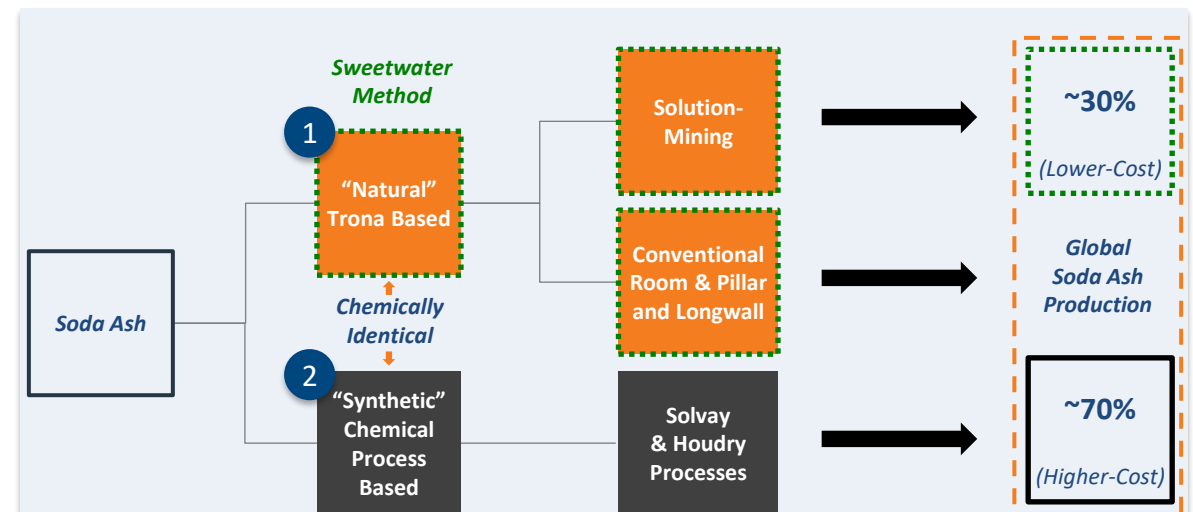 Sweetwater
Method
1
“Natural”
Trona Based
Solution-
Mining
~30%
(Lower-Cost)
Soda Ash
Chemically
Identical
Conventional
Room & Pillar
and Longwall
Global
Soda Ash
Production
2
“Synthetic”
Chemical
Process
Based
Solvay
& Houdry
Processes
~70%
(Higher-Cost)